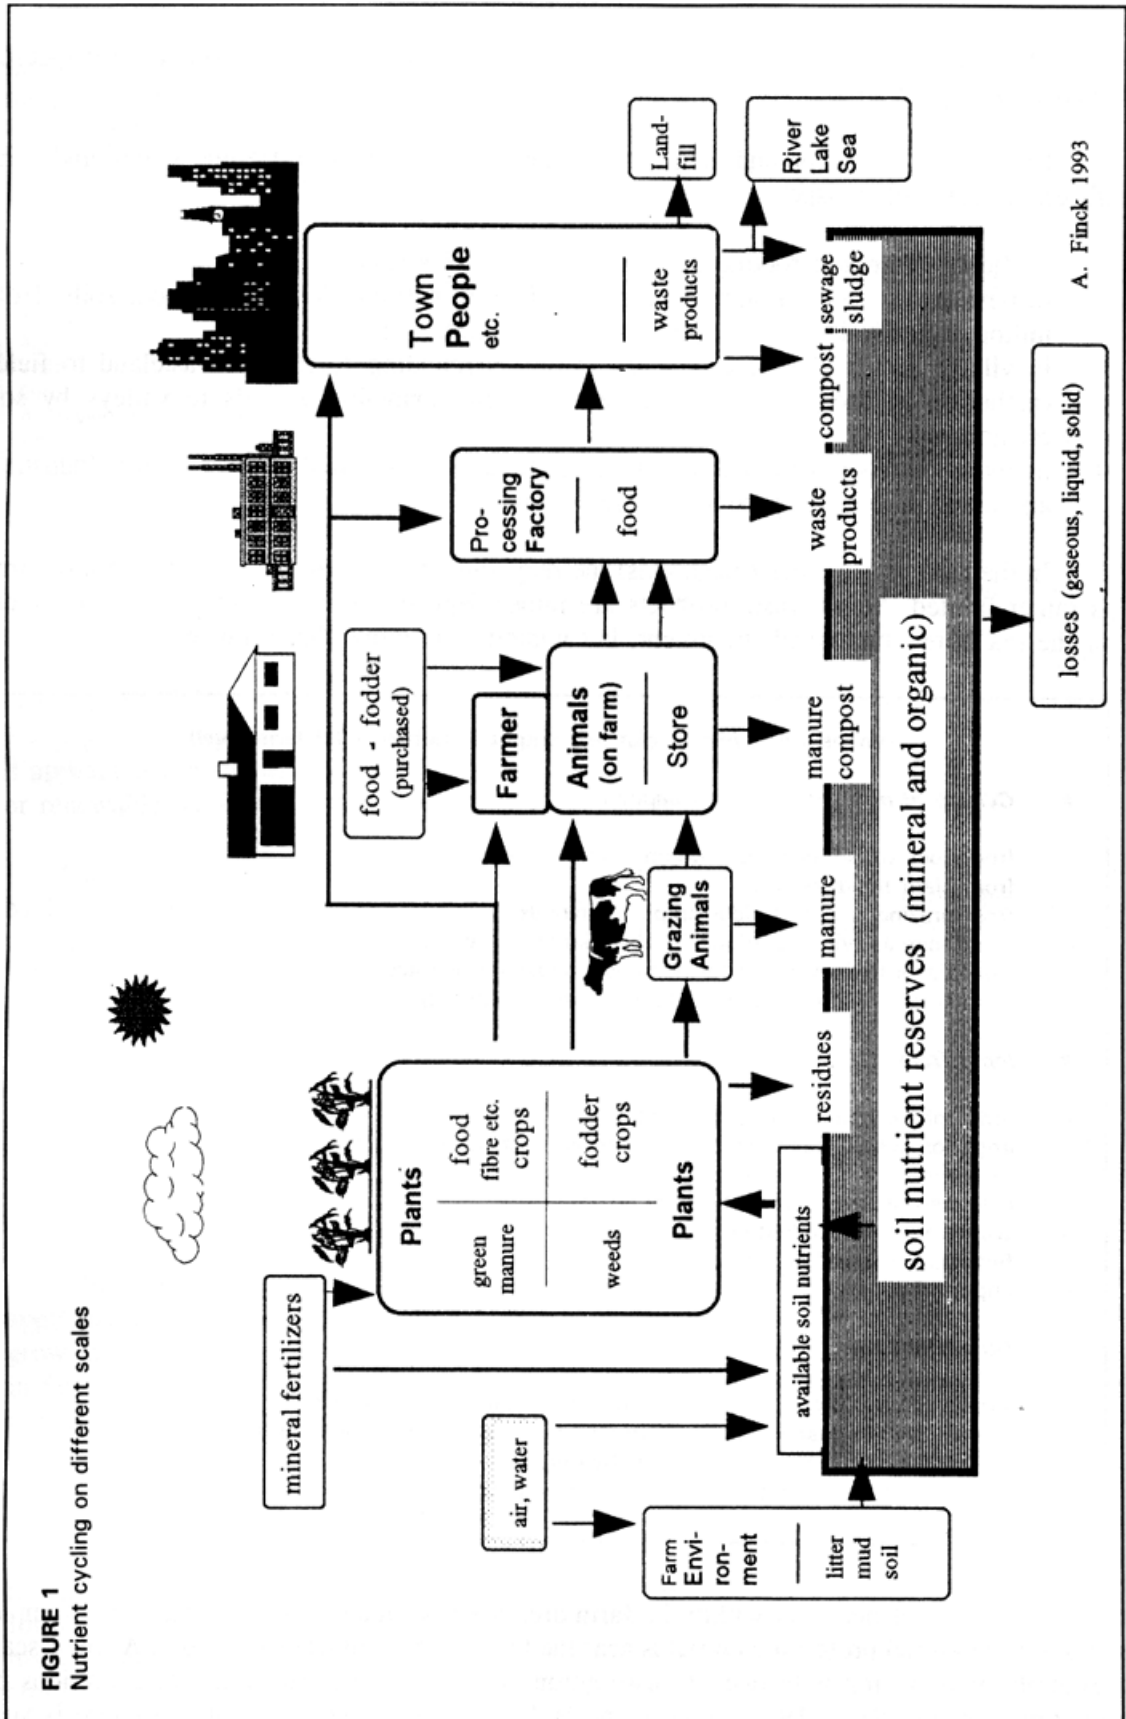 FIGURE 1
Nutrient cycling on different scales
mineral fertilizers
air, water
Farm
Envi-
ron-
ment
litter
mud
soil
Plants
green
manure
food
fibre etc.
crops
weeds
fodder
crops
Plants
available soil nutrients
Grazing
Animals
food - fodder
(purchased)
Farmer
Animals
(on farm)
Store
Pro-
cessing
Factory
food
Town
People
etc.
waste
products
Land-
fill
River
Lake
Sea
residues
manure
manure
compost
waste
products
compost
sewage
sludge
soil nutrient reserves (mineral and organic)
losses (gaseous, liquid, solid)
A. Finck 1993